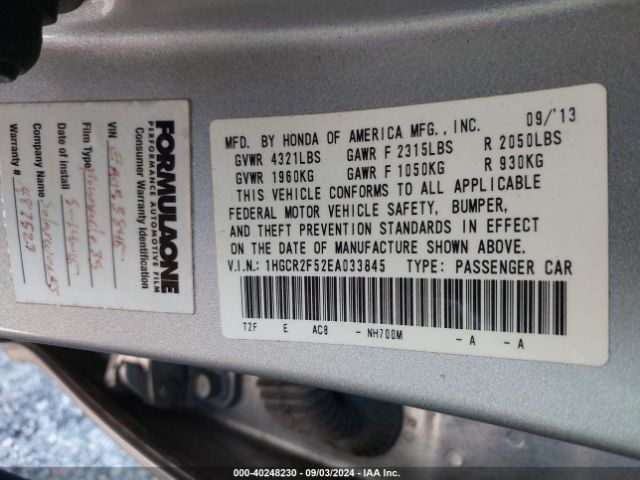 09/'13
MFD. BY HONDA OF AMERICA MFG., INC.
GVWR 4321LBS GAWR F 2315LBS R 2050LBS
GVWR 1960KG GAWR F 1050KG R 930KG
THIS VEHICLE CONFORMS TO ALL APPLICABLE
FEDERAL MOTOR VEHICLE SAFETY, BUMPER,
AND THEFT PREVENTION STANDARDS IN EFFECT
ON THE DATE OF MANUFACTURE SHOWN ABOVE.
V.I.N.: 1HGCR2F52EA033845 TYPE: PASSENGER CAR
T2F E AC8 - NH700M - A - A
FORMULAONE
PERFORMANCE AUTOMOTIVE FILM
Consumer Warranty Identification
VIN
Film Type
Date of Install
Company Name
Warranty #
000-40248230 - 09/03/2024 - IAA Inc.